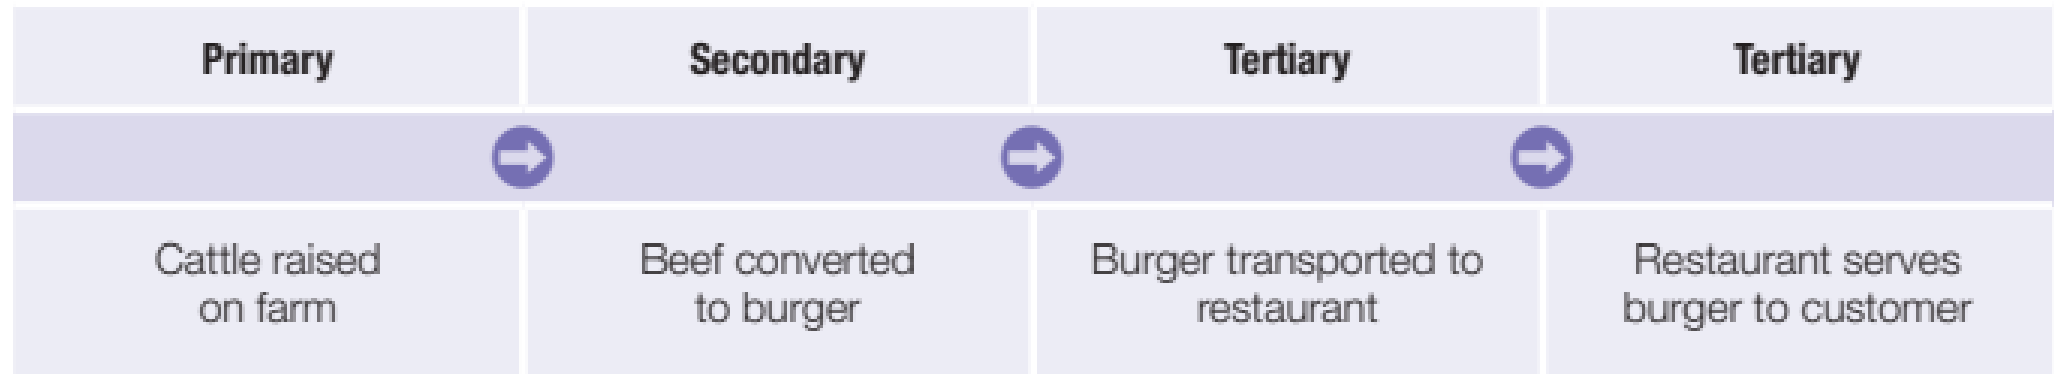 Primary
Secondary
Tertiary
Tertiary
Cattle raised
on farm
Beef converted
to burger
Burger transported to
restaurant
Restaurant serves
burger to customer